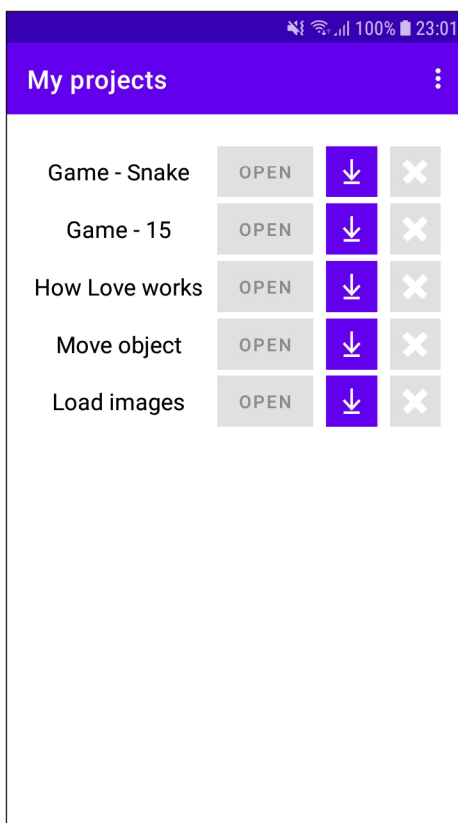 100% 23:01
My projects
Game - Snake OPEN
Game - 15 OPEN
How Love works OPEN
Move object OPEN
Load images OPEN